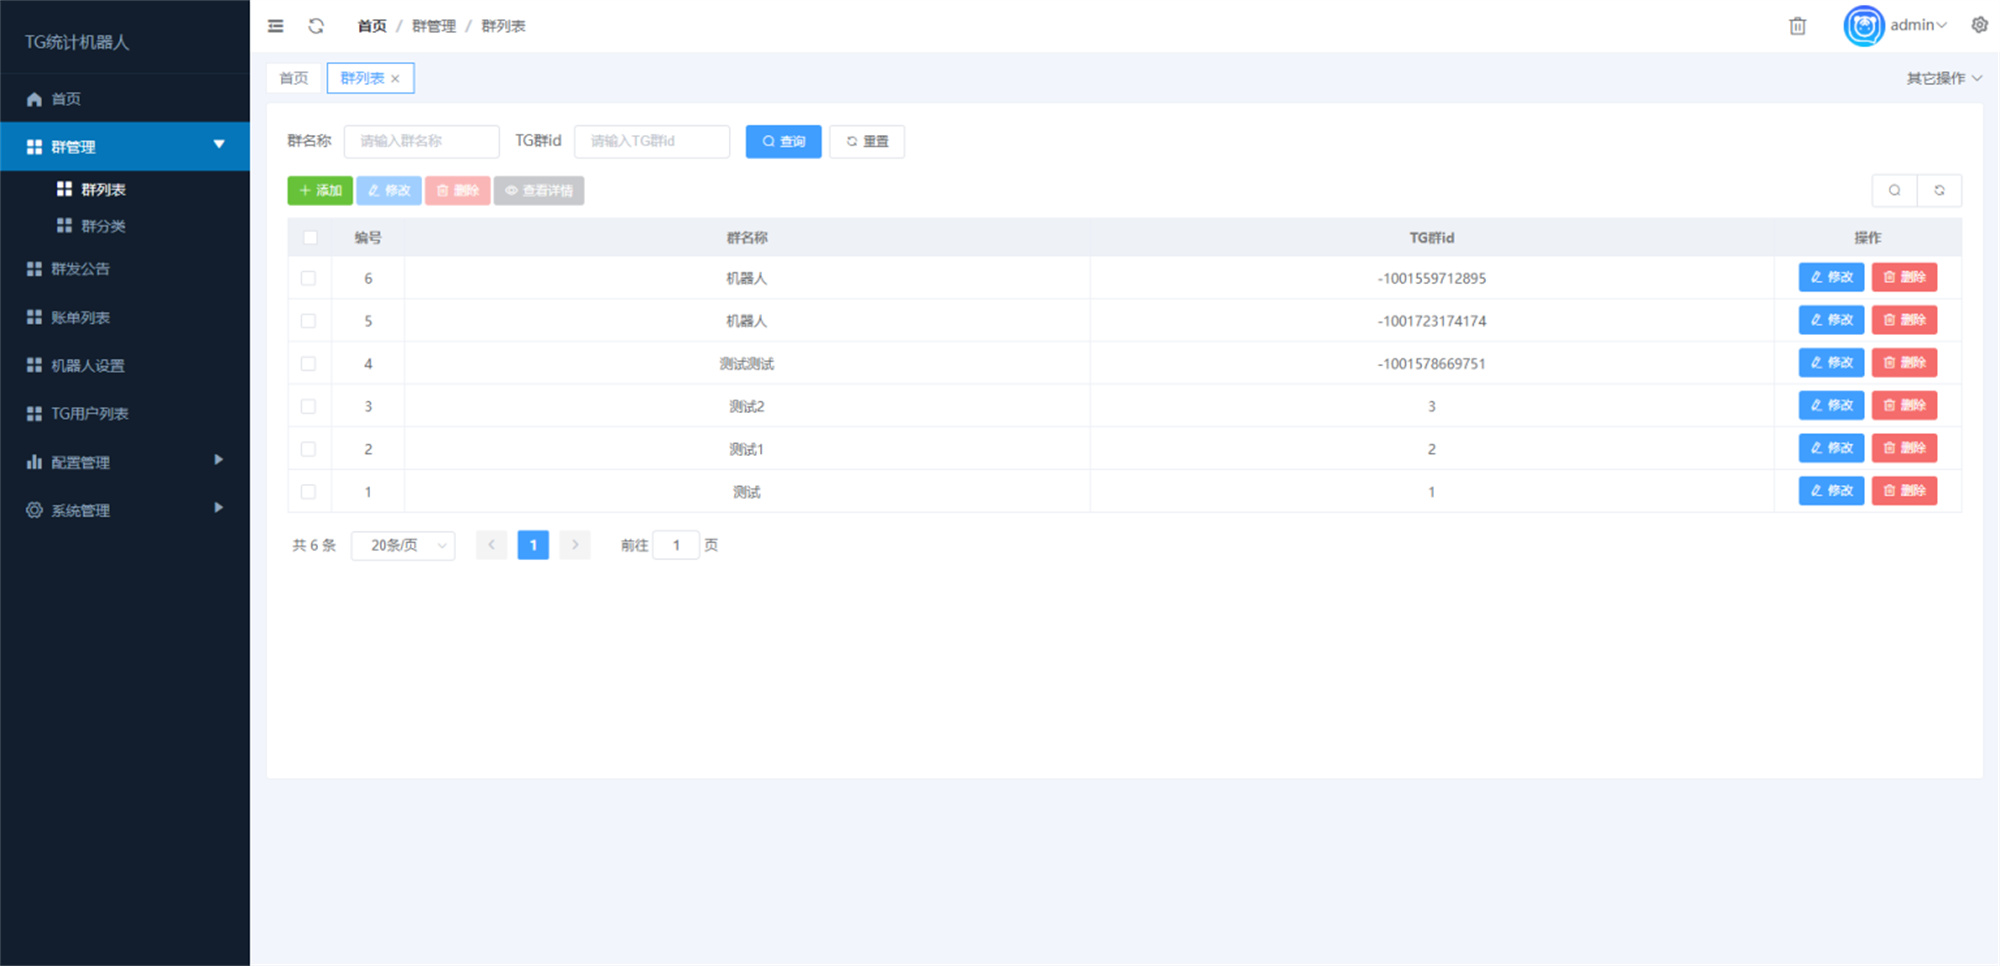 TG统计机器人
首页
群管理
群列表
群分类
群发公告
账单列表
机器人设置
TG用户列表
配置管理
系统管理
首页 / 群管理 / 群列表
admin
首页 群列表 ×
其它操作
群名称 请输入群名称 TG群id 请输入TG群id 查询 重置
+ 添加 修改 删除 查看详情
编号 群名称 TG群id 操作
6 机器人 -1001559712895 修改 删除
5 机器人 -1001723174174 修改 删除
4 测试测试 -1001578669751 修改 删除
3 测试2 3 修改 删除
2 测试1 2 修改 删除
1 测试 1 修改 删除
共 6 条 20条/页 < 1 > 前往 1 页